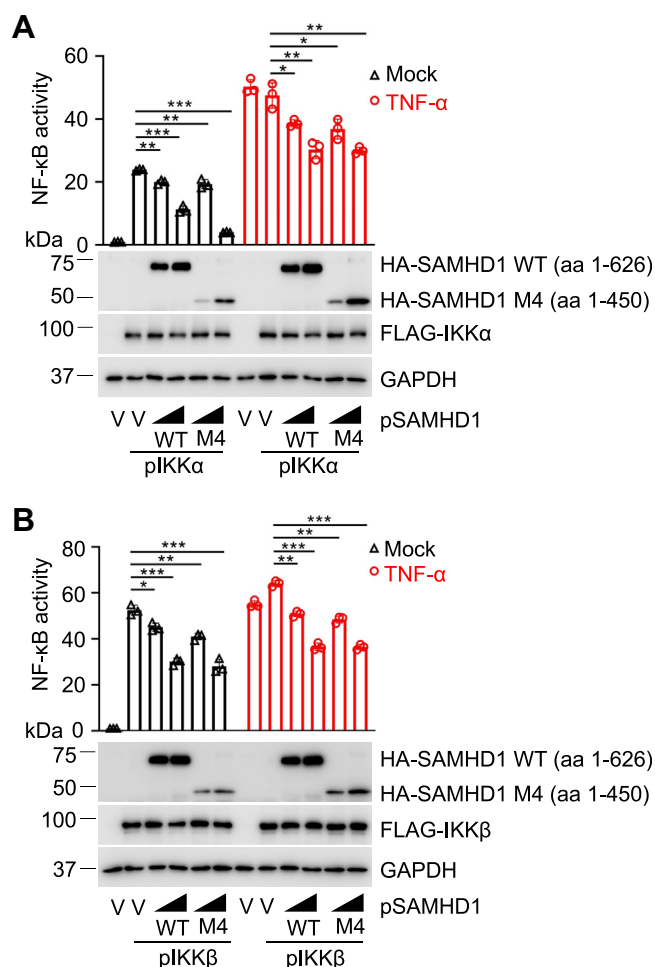 A
NF-κB activity
60
40
20
0
kDa
** * ** *
*** ** *** **
△ Mock
○ TNF-α
75
50
HA-SAMHD1 WT (aa 1-626)
HA-SAMHD1 M4 (aa 1-450)
100
FLAG-IKKα
37
GAPDH
V V V V pSAMHD1
WT M4 WT M4
pIKKα pIKKα
B
NF-κB activity
80
60
40
20
0
kDa
*** ** *** *
*** ** *** **
△ Mock
○ TNF-α
75
50
HA-SAMHD1 WT (aa 1-626)
HA-SAMHD1 M4 (aa 1-450)
100
FLAG-IKKβ
37
GAPDH
V V V V pSAMHD1
WT M4 WT M4
pIKKβ pIKKβ